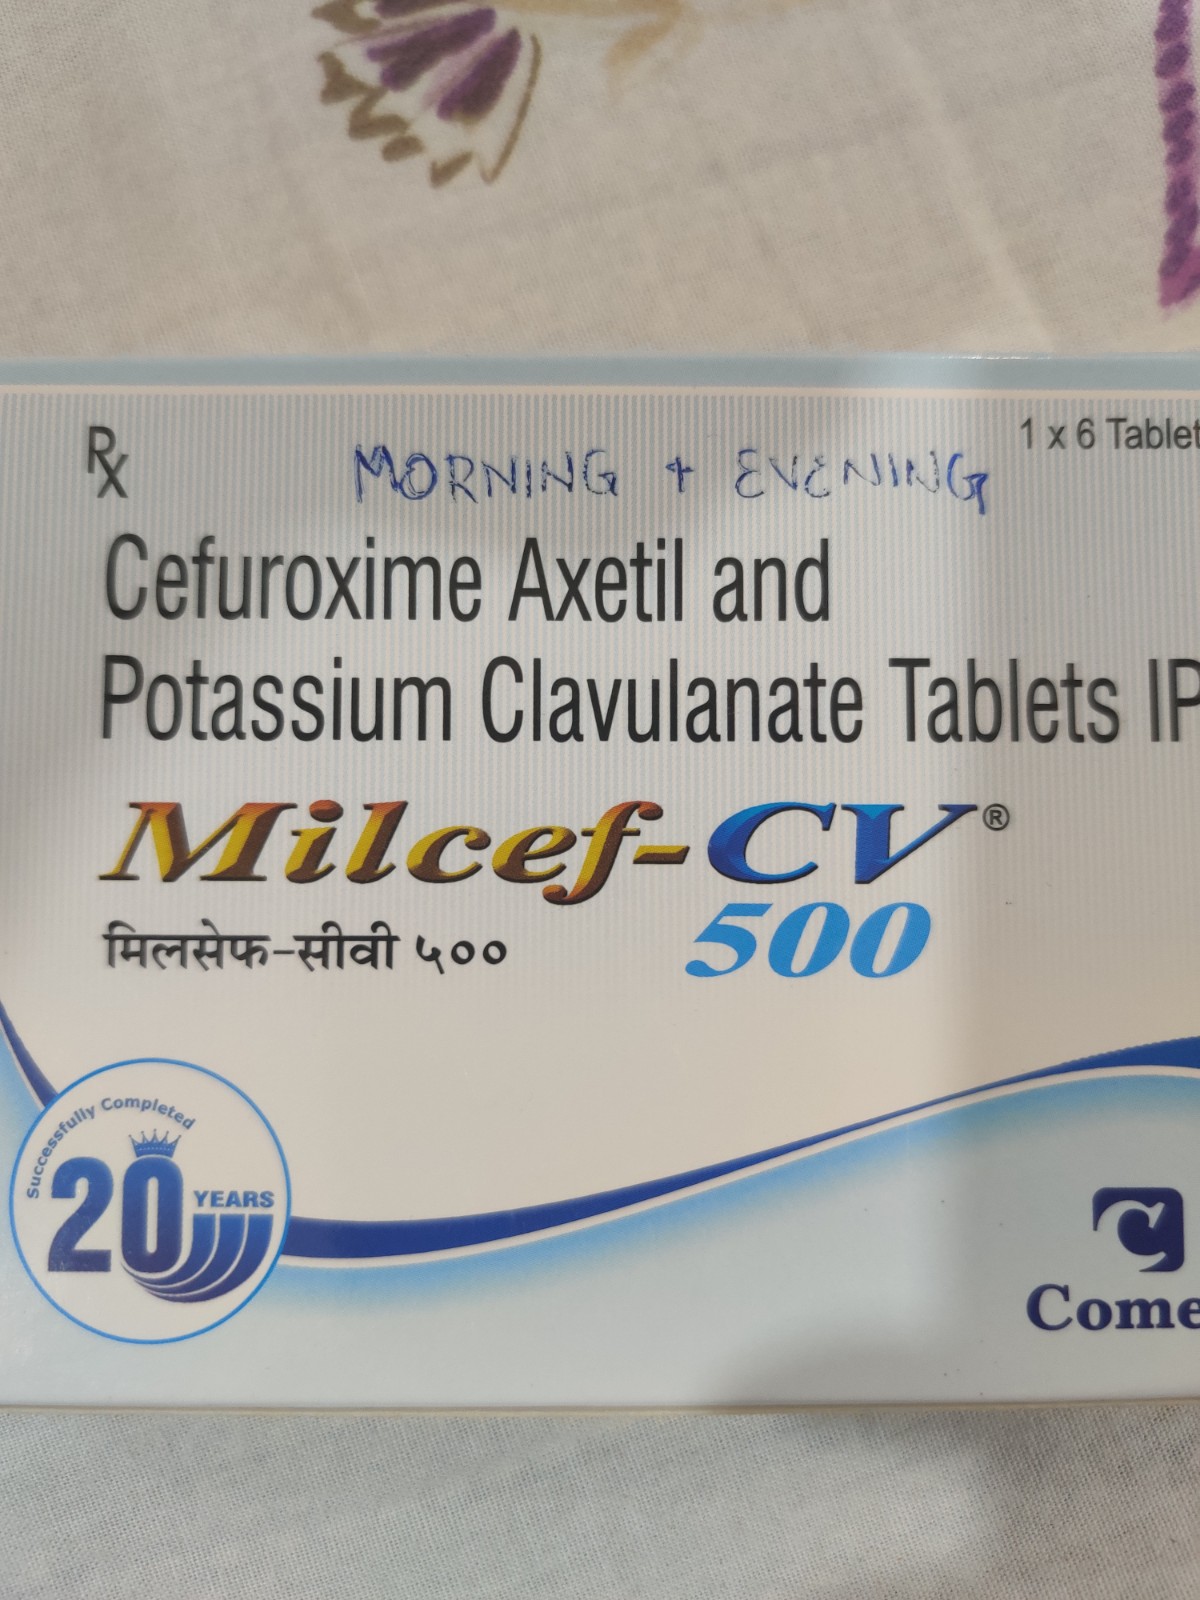 1 x 6 Tablet
Rx
MORNING + EVENING
Cefuroxime Axetil and
Potassium Clavulanate Tablets IP
Milcef-CV®
500
मिलसेफ-सीवी ५००
Successfully Completed
20 YEARS
Come